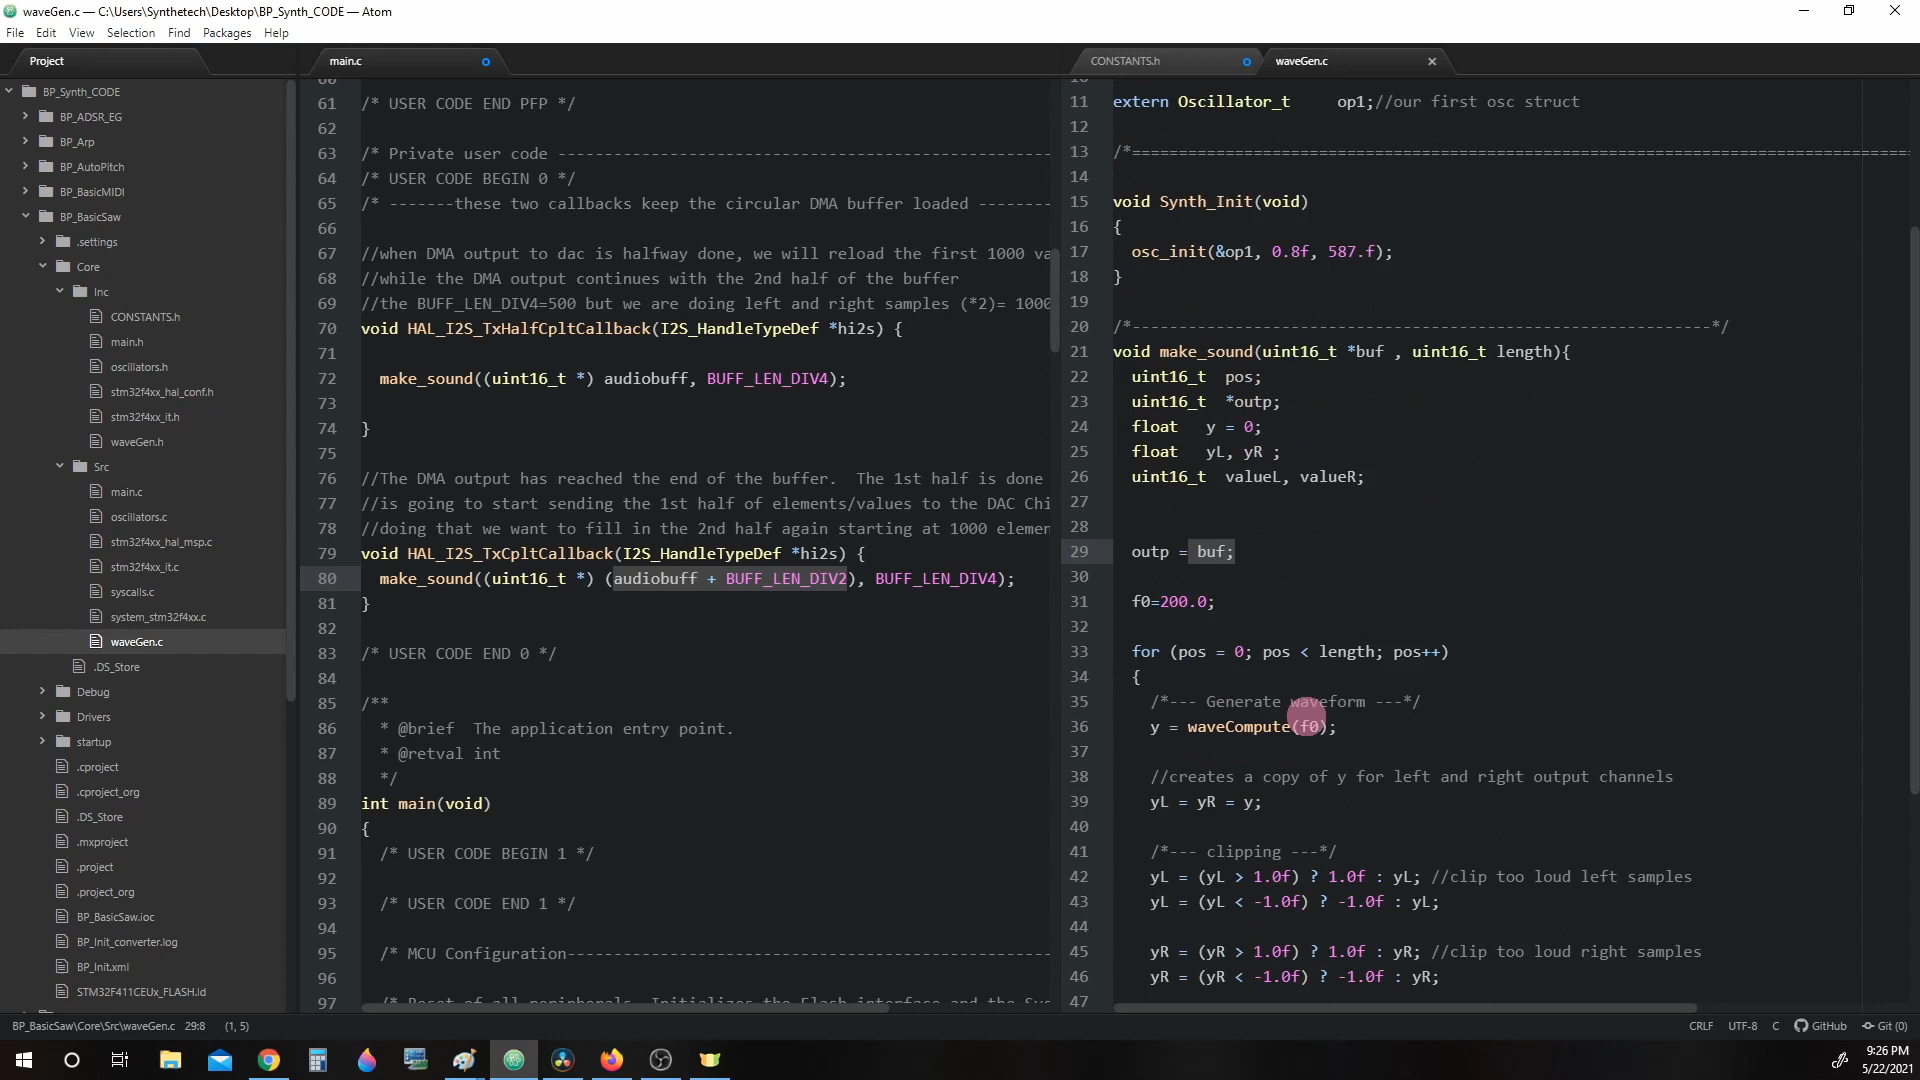 waveGen.c — C:\Users\Synthetech\Desktop\BP_Synth_CODE — Atom
File Edit View Selection Find Packages Help
Project
BP_Synth_CODE
BP_ADSR_EG
BP_Arp
BP_AutoPitch
BP_BasicMIDI
BP_BasicSaw
.settings
Core
Inc
CONSTANTS.h
main.h
oscillators.h
stm32f4xx_hal_conf.h
stm32f4xx_it.h
waveGen.h
Src
main.c
oscillators.c
stm32f4xx_hal_msp.c
stm32f4xx_it.c
syscalls.c
system_stm32f4xx.c
waveGen.c
.DS_Store
Debug
Drivers
startup
.cproject
.cproject_org
.DS_Store
.mxproject
.project
.project_org
BP_BasicSaw.ioc
BP_Init_converter.log
BP_Init.xml
STM32F411CEUx_FLASH.ld
main.c
60
61 /* USER CODE END PFP */
62
63 /* Private user code -----------------------------------------------------
64 /* USER CODE BEGIN 0 */
65 /* -------these two callbacks keep the circular DMA buffer loaded --------
66
67 //when DMA output to dac is halfway done, we will reload the first 1000 va
68 //while the DMA output continues with the 2nd half of the buffer
69 //the BUFF_LEN_DIV4=500 but we are doing left and right samples (*2)= 1000
70 void HAL_I2S_TxHalfCpltCallback(I2S_HandleTypeDef *hi2s) {
71
72 make_sound((uint16_t *) audiobuff, BUFF_LEN_DIV4);
73
74 }
75
76 //The DMA output has reached the end of the buffer.  The 1st half is done
77 //is going to start sending the 1st half of elements/values to the DAC Chi
78 //doing that we want to fill in the 2nd half again starting at 1000 elemen
79 void HAL_I2S_TxCpltCallback(I2S_HandleTypeDef *hi2s) {
80 make_sound((uint16_t *) (audiobuff + BUFF_LEN_DIV2), BUFF_LEN_DIV4);
81 }
82
83 /* USER CODE END 0 */
84
85 /**
86 * @brief  The application entry point.
87 * @retval int
88 */
89 int main(void)
90 {
91 /* USER CODE BEGIN 1 */
92
93 /* USER CODE END 1 */
94
95 /* MCU Configuration----------------------------------------------------
96
97 /* Reset of all peripherals, Initializes the Flash interface and the Sys
CONSTANTS.h
waveGen.c
10
11 extern Oscillator_t     op1;//our first osc struct
12
13 /*===================================================================================
14
15 void Synth_Init(void)
16 {
17 osc_init(&op1, 0.8f, 587.f);
18 }
19
20 /*--------------------------------------------------------------*/
21 void make_sound(uint16_t *buf , uint16_t length){
22 uint16_t  pos;
23 uint16_t  *outp;
24 float   y = 0;
25 float   yL, yR ;
26 uint16_t  valueL, valueR;
27
28
29 outp = buf;
30
31 f0=200.0;
32
33 for (pos = 0; pos < length; pos++)
34 {
35 /*--- Generate waveform ---*/
36 y = waveCompute(f0);
37
38 //creates a copy of y for left and right output channels
39 yL = yR = y;
40
41 /*--- clipping ---*/
42 yL = (yL > 1.0f) ? 1.0f : yL; //clip too loud left samples
43 yL = (yL < -1.0f) ? -1.0f : yL;
44
45 yR = (yR > 1.0f) ? 1.0f : yR; //clip too loud right samples
46 yR = (yR < -1.0f) ? -1.0f : yR;
47
BP_BasicSaw\Core\Src\waveGen.c 29:8 (1, 5) CRLF UTF-8 C GitHub Git (0)
9:26 PM
5/22/2021